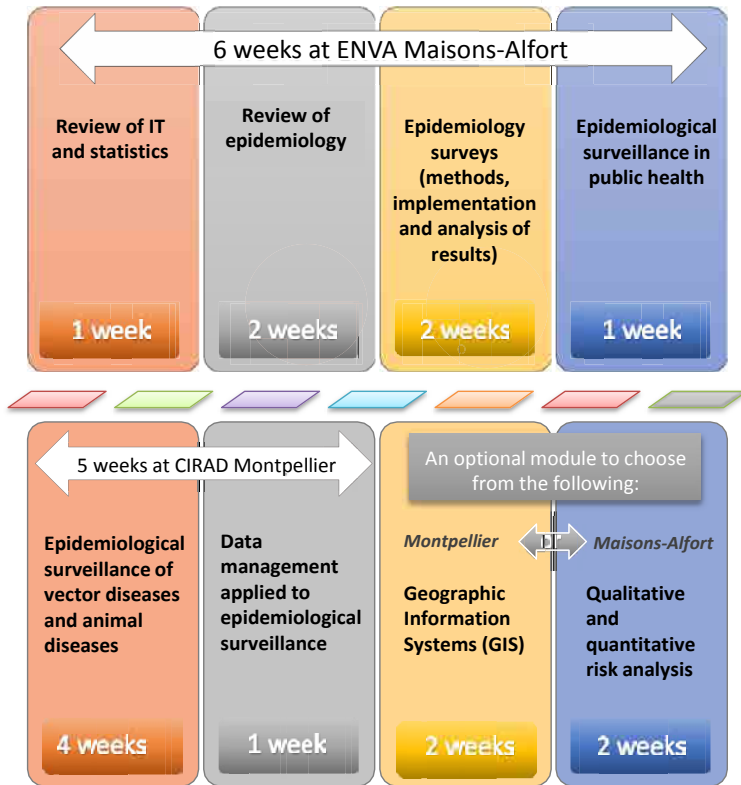 6 weeks at ENVA Maisons-Alfort
Review of IT
and statistics
1 week
Review of
epidemiology
2 weeks
Epidemiology
surveys
(methods,
implementation
and analysis of
results)
2 weeks
Epidemiological
surveillance in
public health
1 week
5 weeks at CIRAD Montpellier
Epidemiological
surveillance of
vector diseases
and animal
diseases
4 weeks
Data
management
applied to
epidemiological
surveillance
1 week
An optional module to choose
from the following:
Montpellier
Maisons-Alfort
Geographic
Information
Systems (GIS)
2 weeks
Qualitative
and
quantitative
risk analysis
2 weeks